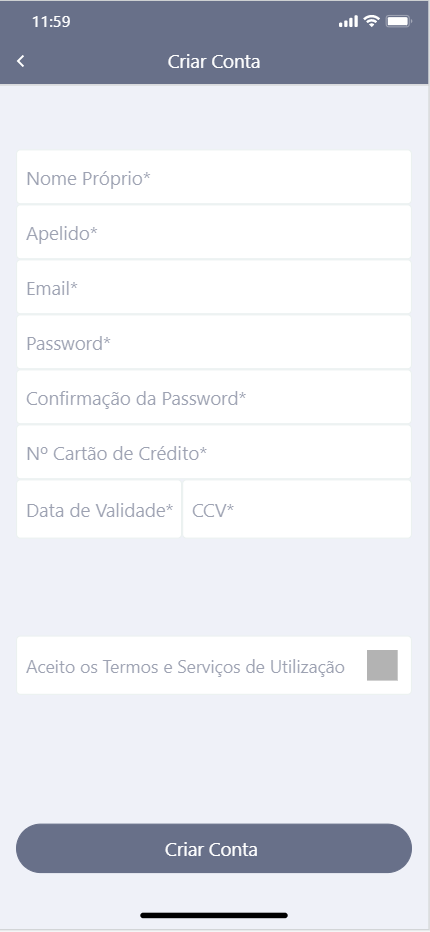 11:59
Criar Conta
Nome Próprio*
Apelido*
Email*
Password*
Confirmação da Password*
Nº Cartão de Crédito*
Data de Validade* CCV*
Aceito os Termos e Serviços de Utilização
Criar Conta